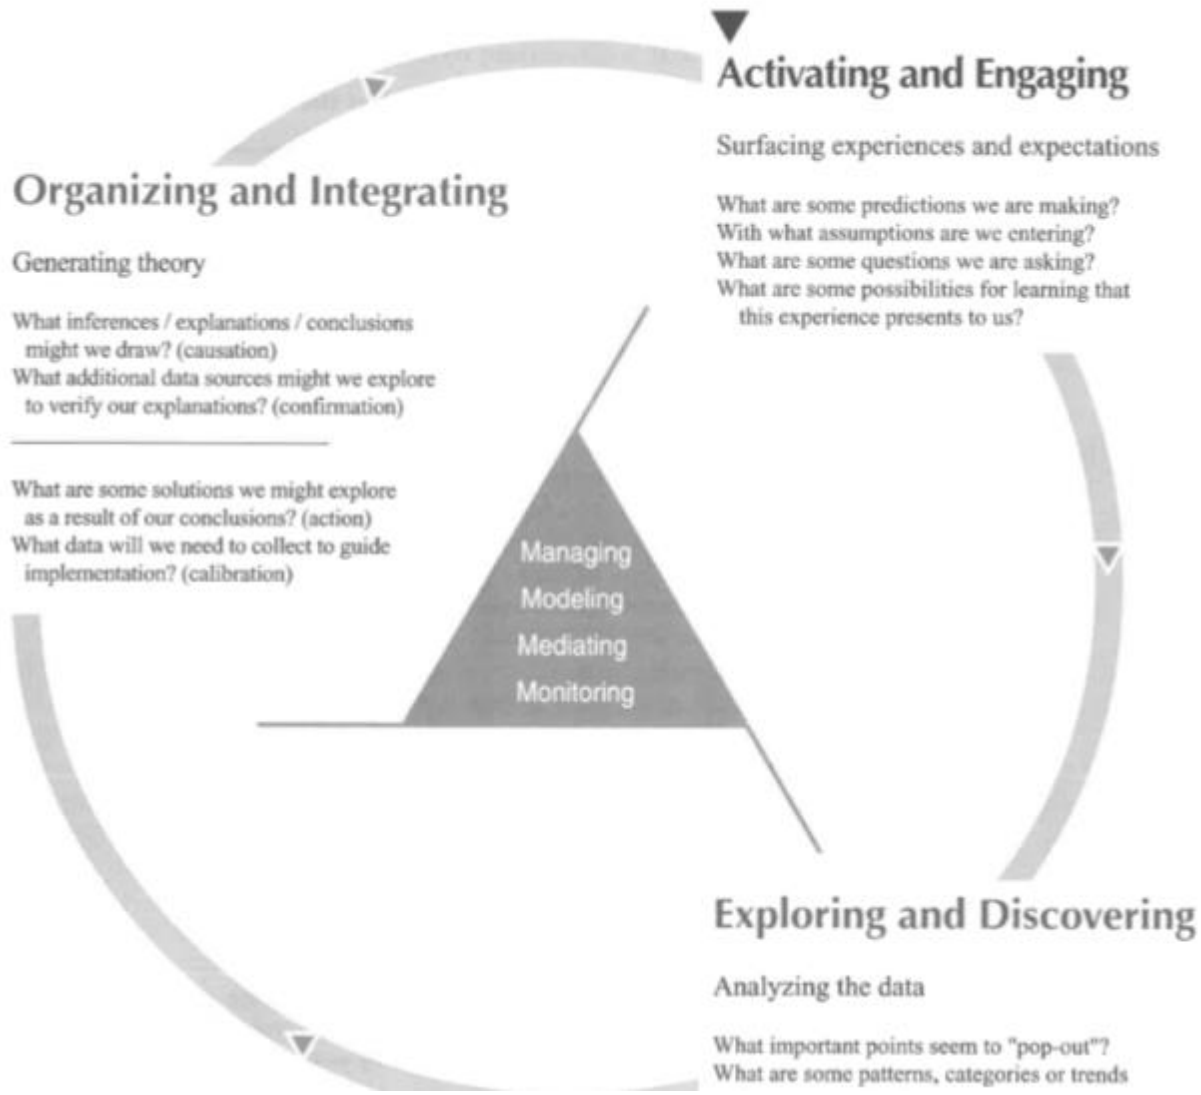 Activating and Engaging
Surfacing experiences and expectations
What are some predictions we are making?
With what assumptions are we entering?
What are some questions we are asking?
What are some possibilities for learning that
this experience presents to us?
Organizing and Integrating
Generating theory
What inferences / explanations / conclusions
might we draw? (causation)
What additional data sources might we explore
to verify our explanations? (confirmation)
What are some solutions we might explore
as a result of our conclusions? (action)
What data will we need to collect to guide
implementation? (calibration)
Managing
Modeling
Mediating
Monitoring
Exploring and Discovering
Analyzing the data
What important points seem to "pop-out"?
What are some patterns, categories or trends